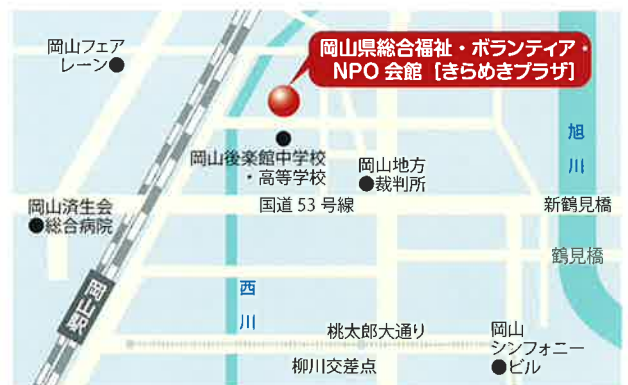 岡山フェア
レーン
岡山県総合福祉・ボランティア・
NPO 会館［きらめきプラザ］
旭川
岡山後楽館中学校
・高等学校
岡山地方
裁判所
岡山済生会
総合病院
国道 53 号線
新鶴見橋
鶴見橋
岡山駅
西川
桃太郎大通り
柳川交差点
岡山
シンフォニー
ビル